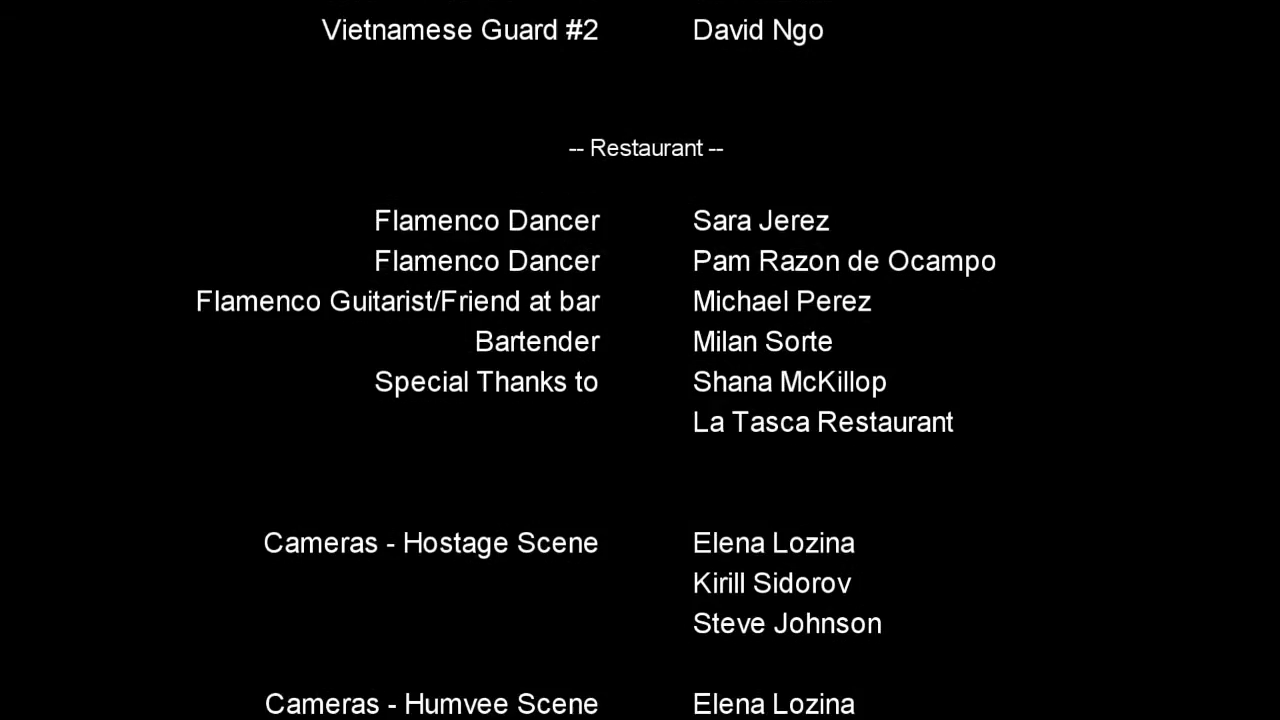 Vietnamese Guard #2 David Ngo
-- Restaurant --
Flamenco Dancer Sara Jerez
Flamenco Dancer Pam Razon de Ocampo
Flamenco Guitarist/Friend at bar Michael Perez
Bartender Milan Sorte
Special Thanks to Shana McKillop
La Tasca Restaurant
Cameras - Hostage Scene Elena Lozina
Kirill Sidorov
Steve Johnson
Cameras - Humvee Scene Elena Lozina